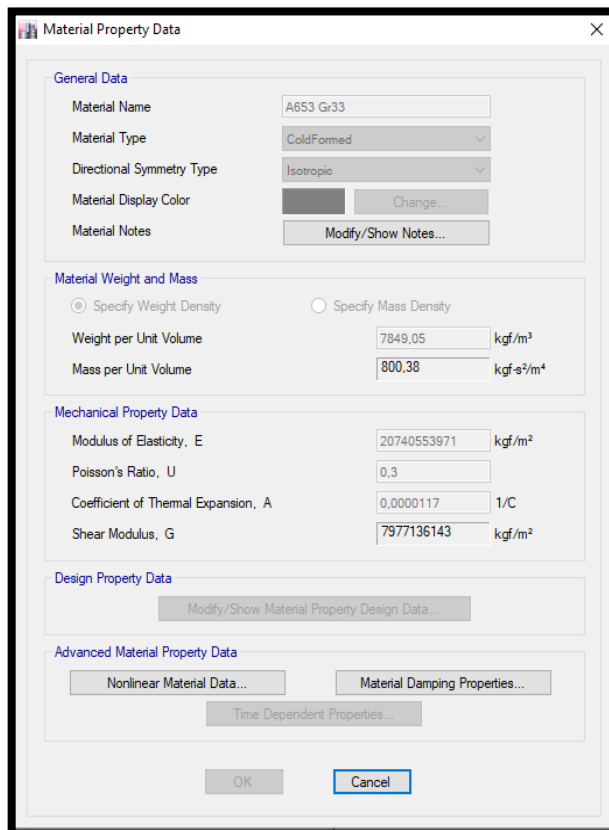 Material Property Data
General Data
Material Name A653 Gr33
Material Type ColdFormed
Directional Symmetry Type Isotropic
Material Display Color Change...
Material Notes Modify/Show Notes...
Material Weight and Mass
Specify Weight Density Specify Mass Density
Weight per Unit Volume 7849,05 kgf/m³
Mass per Unit Volume 800,38 kgf-s²/m⁴
Mechanical Property Data
Modulus of Elasticity, E 20740553971 kgf/m²
Poisson's Ratio, U 0,3
Coefficient of Thermal Expansion, A 0,0000117 1/C
Shear Modulus, G 7977136143 kgf/m²
Design Property Data
Modify/Show Material Property Design Data...
Advanced Material Property Data
Nonlinear Material Data... Material Damping Properties...
Time Dependent Properties...
OK Cancel